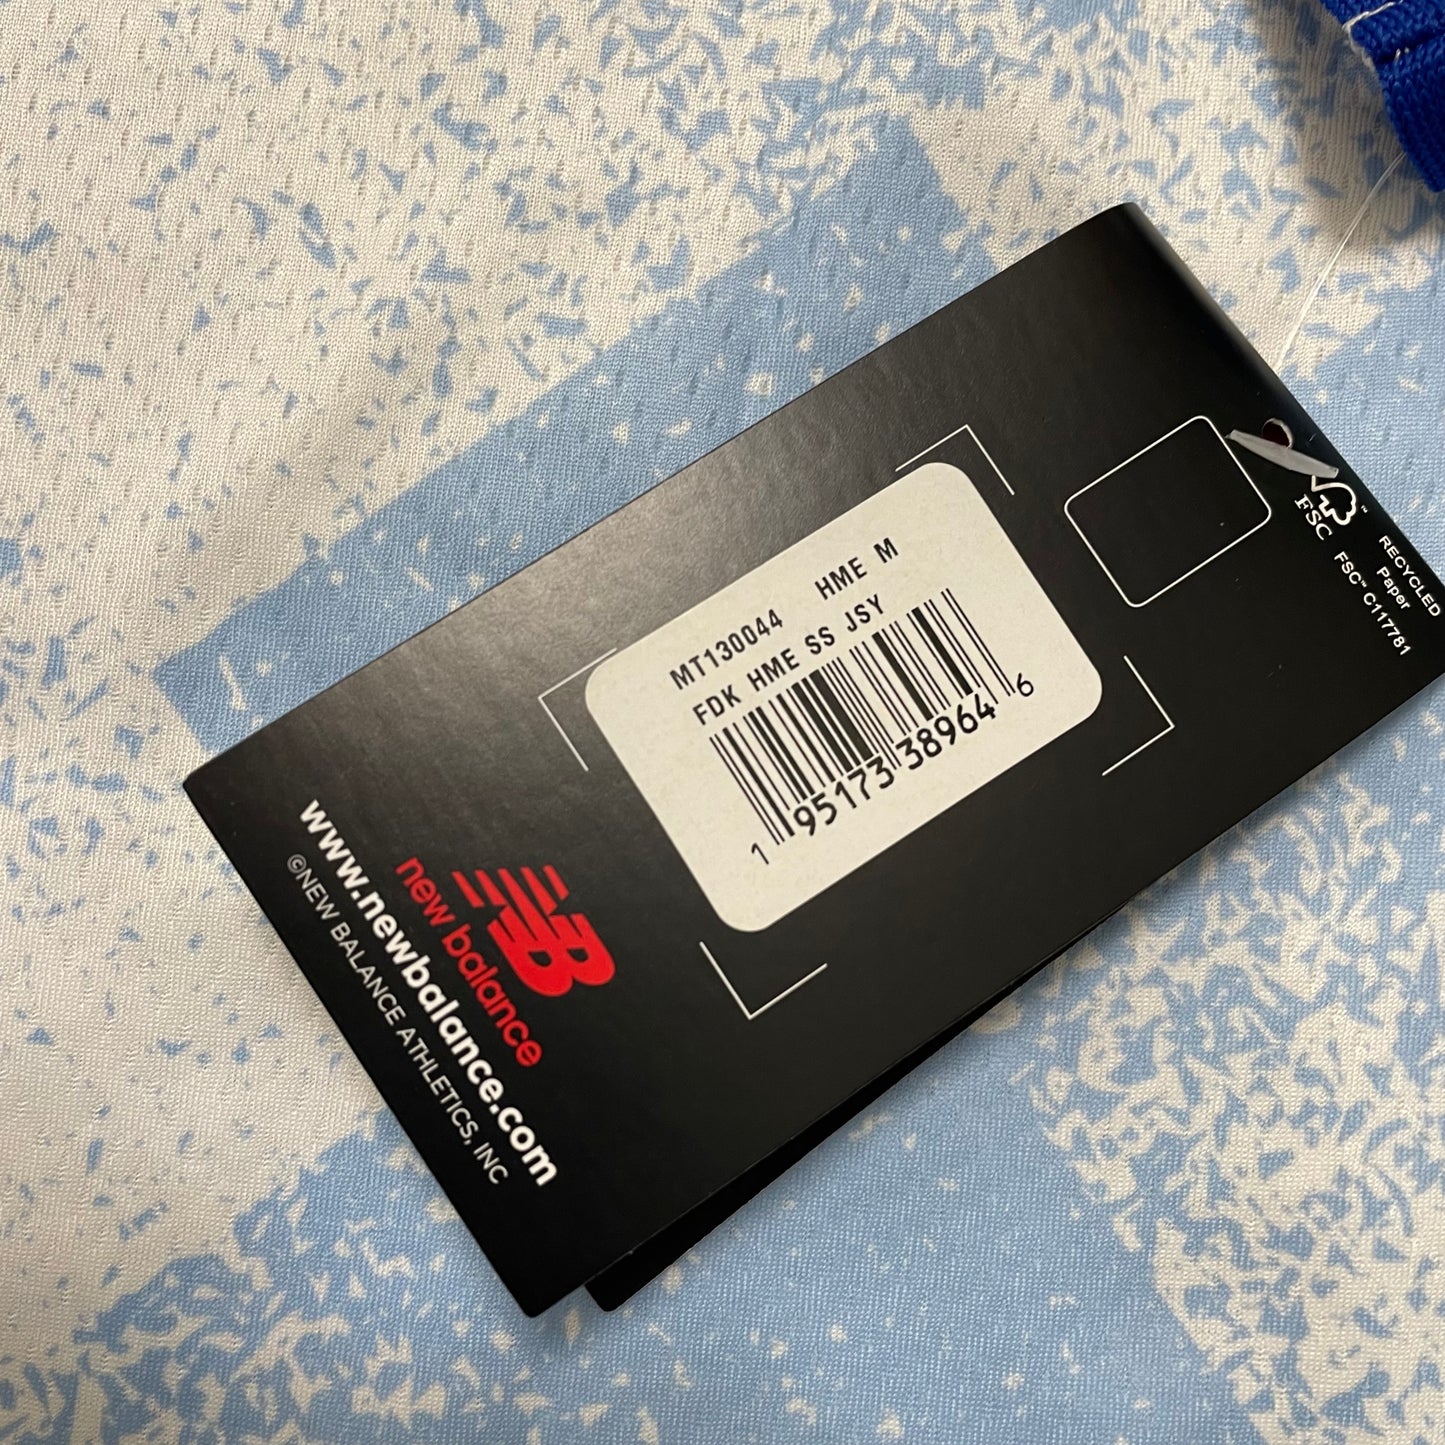 MT130044 HME M
FDK HME SS JSY
1 95173 38964 6
new balance
www.newbalance.com
©NEW BALANCE ATHLETICS, INC
FSC™
RECYCLED
Paper
FSC™ C117781